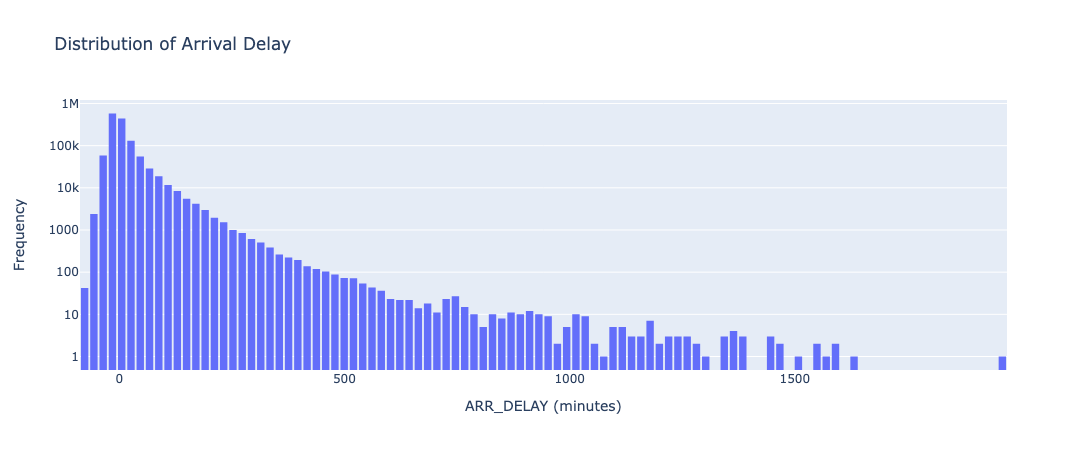 Distribution of Arrival Delay
1M
100k
10k
1000
100
10
1
Frequency
0 500 1000 1500
ARR_DELAY (minutes)